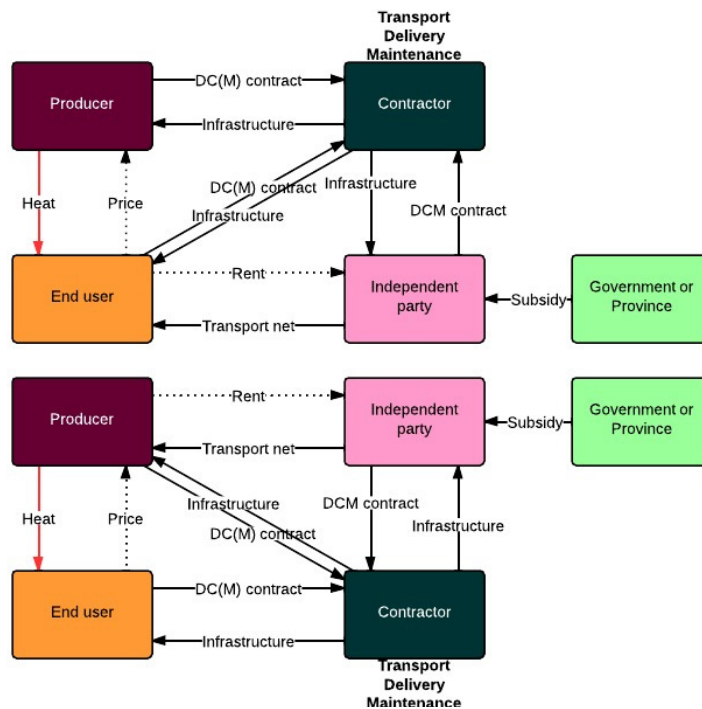 Transport
Delivery
Maintenance
Producer
DC(M) contract
Contractor
Infrastructure
DC(M) contract
Infrastructure
Infrastructure
Heat
Price
DCM contract
End user
Rent
Independent
party
Subsidy
Government or
Province
Transport net
Producer
Rent
Independent
party
Subsidy
Government or
Province
Transport net
Infrastructure
DCM contract
Heat
Price
DC(M) contract
Infrastructure
End user
DC(M) contract
Contractor
Infrastructure
Transport
Delivery
Maintenance